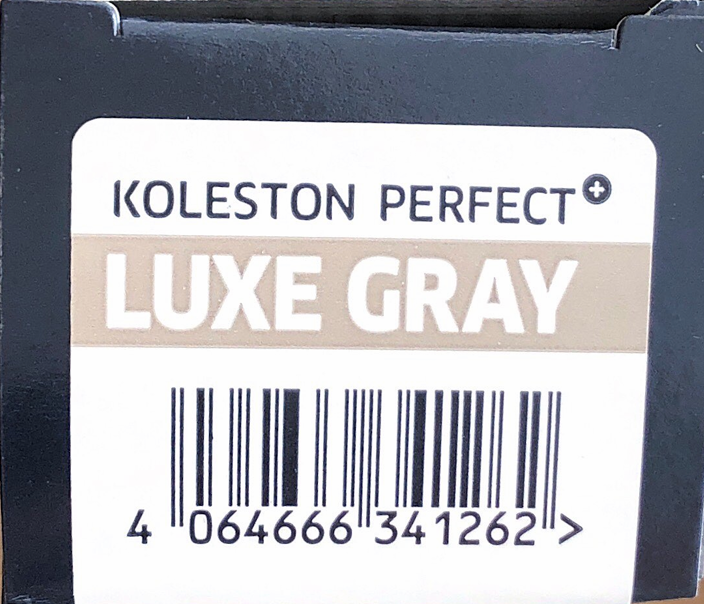 KOLESTON PERFECT+
LUXE GRAY
4 064666 341262 >